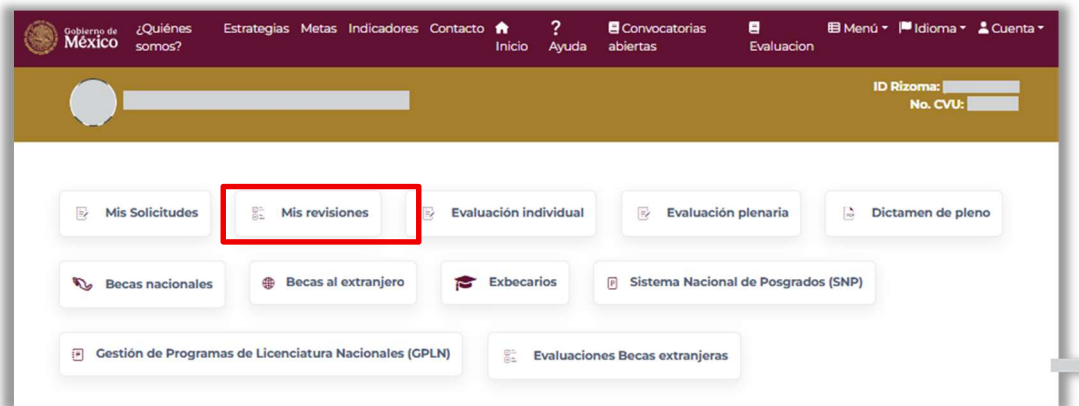 Gobierno de
México
¿Quiénes
somos?
Estrategias
Metas
Indicadores
Contacto
Inicio
?
Ayuda
Convocatorias
abiertas
Evaluacion
Menú
Idioma
Cuenta
ID Rizoma:
No. CVU:
Mis Solicitudes
Mis revisiones
Evaluación individual
Evaluación plenaria
Dictamen de pleno
Becas nacionales
Becas al extranjero
Exbecarios
Sistema Nacional de Posgrados (SNP)
Gestión de Programas de Licenciatura Nacionales (GPLN)
Evaluaciones Becas extranjeras